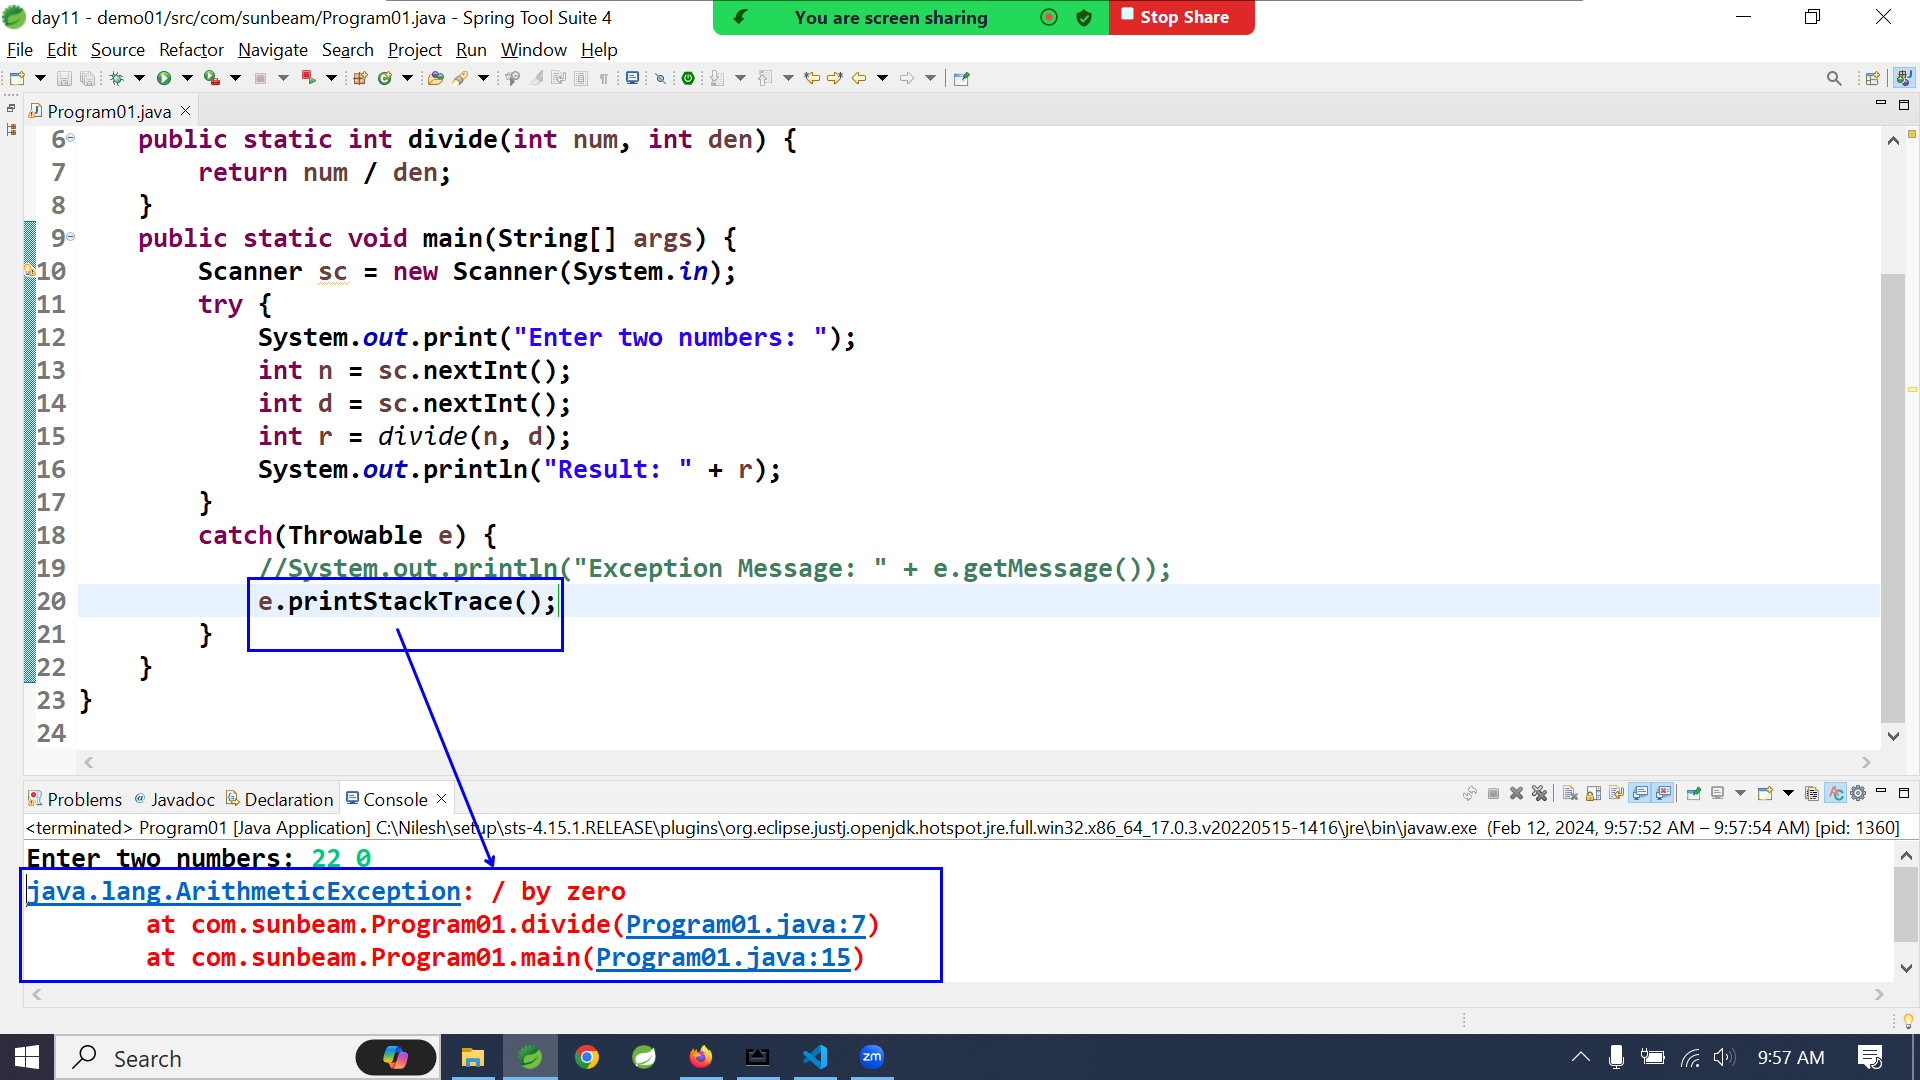 day11 - demo01/src/com/sunbeam/Program01.java - Spring Tool Suite 4
You are screen sharing
Stop Share
File Edit Source Refactor Navigate Search Project Run Window Help
Program01.java
6 public static int divide(int num, int den) {
7 return num / den;
8 }
9 public static void main(String[] args) {
10 Scanner sc = new Scanner(System.in);
11 try {
12 System.out.print("Enter two numbers: ");
13 int n = sc.nextInt();
14 int d = sc.nextInt();
15 int r = divide(n, d);
16 System.out.println("Result: " + r);
17 }
18 catch(Throwable e) {
19 //System.out.println("Exception Message: " + e.getMessage());
20 e.printStackTrace();
21 }
22 }
23 }
24
Problems @ Javadoc Declaration Console
<terminated> Program01 [Java Application] C:\Nilesh\setup\sts-4.15.1.RELEASE\plugins\org.eclipse.justj.openjdk.hotspot.jre.full.win32.x86_64_17.0.3.v20220515-1416\jre\bin\javaw.exe (Feb 12, 2024, 9:57:52 AM – 9:57:54 AM) [pid: 1360]
Enter two numbers: 22 0
java.lang.ArithmeticException: / by zero
at com.sunbeam.Program01.divide(Program01.java:7)
at com.sunbeam.Program01.main(Program01.java:15)
Search
zm
9:57 AM